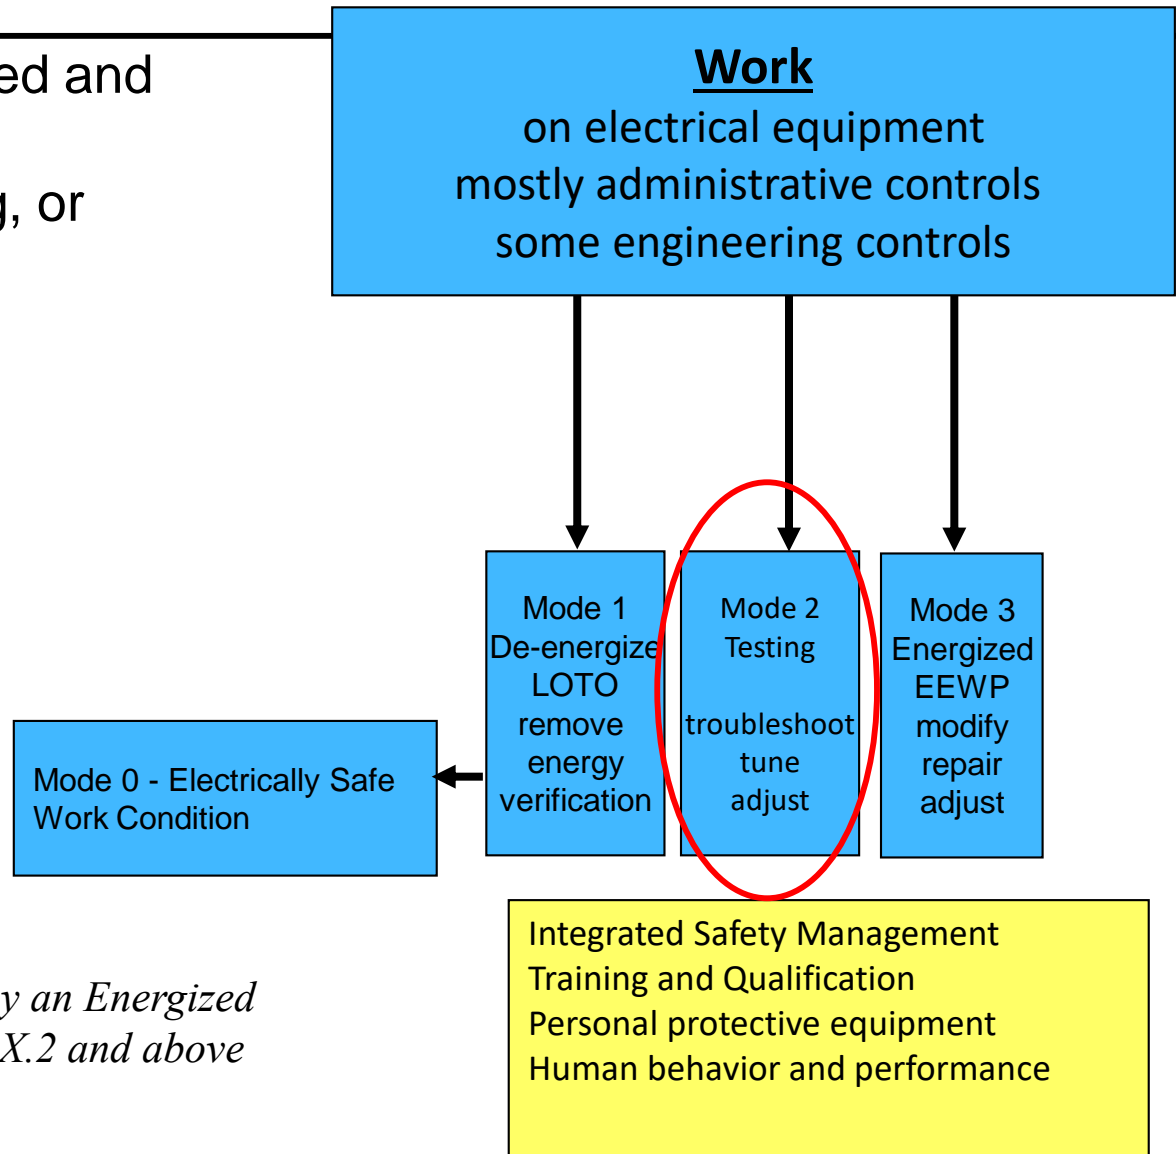 ed and
g, or
Work
on electrical equipment
mostly administrative controls
some engineering controls
Mode 1
De-energize
LOTO
remove
energy
verification
Mode 2
Testing
troubleshoot
tune
adjust
Mode 3
Energized
EEWP
modify
repair
adjust
Mode 0 - Electrically Safe
Work Condition
y an Energized
X.2 and above
Integrated Safety Management
Training and Qualification
Personal protective equipment
Human behavior and performance